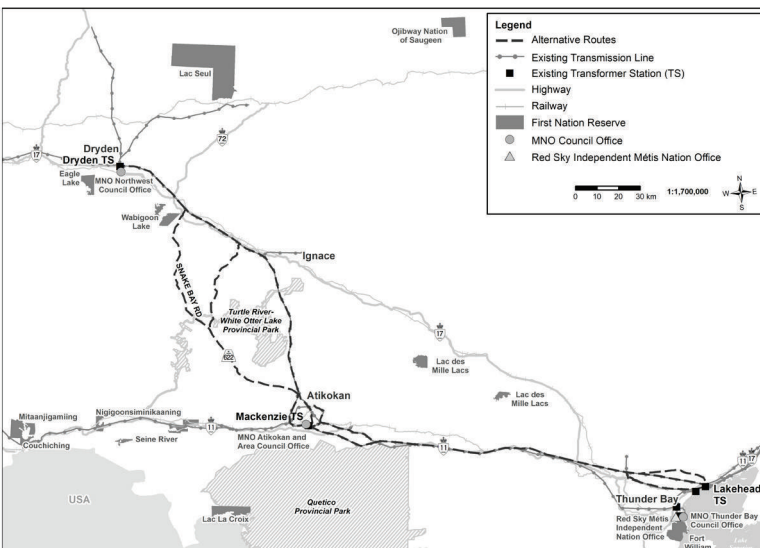 Legend
Alternative Routes
Existing Transmission Line
Existing Transformer Station (TS)
Highway
Railway
First Nation Reserve
MNO Council Office
Red Sky Independent Métis Nation Office
0 10 20 30 km
1:1,700,000
N
W
E
S
Ojibway Nation
of Saugeen
Lac Seul
72
17
Dryden
Dryden TS
Eagle
Lake
MNO Northwest
Council Office
Wabigoon
Lake
Ignace
SNAKE BAY RD
Turtle River-
White Otter Lake
Provincial Park
17
622
Lac des
Mille Lacs
Lac des
Mille Lacs
Atikokan
Mackenzie TS
MNO Atikokan and
Area Council Office
Mitaanjigamiing
Nigigoonsiminikaaning
11
Couchiching
Seine River
11
11
17
Lakehead
TS
Thunder Bay
USA
Quetico
Provincial Park
Lac La Croix
Red Sky Métis
Independent
Nation Office
MNO Thunder Bay
Council Office
Fort
William
Lake